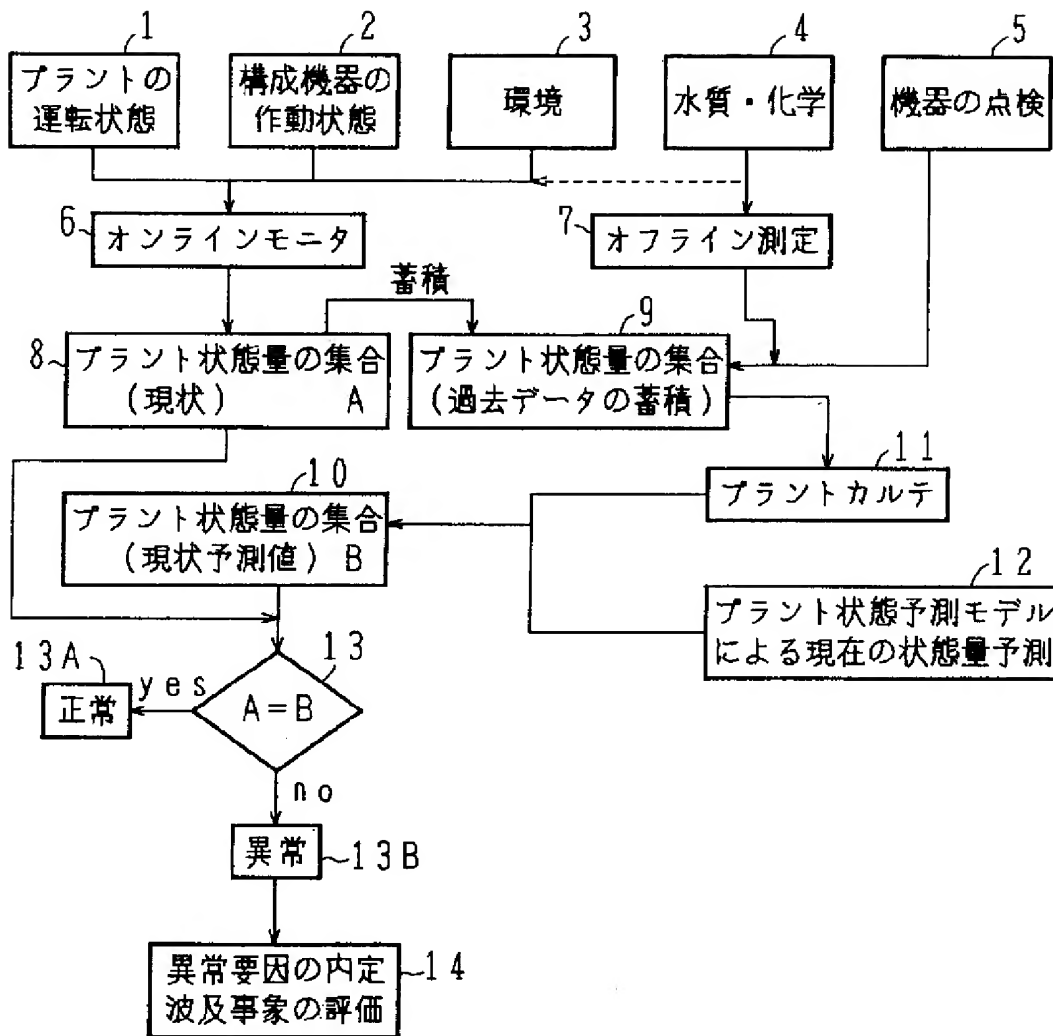 1
プラントの
運転状態
2
構成機器の
作動状態
3
環境
4
水質・化学
5
機器の点検
6
オンラインモニタ
7
オフライン測定
蓄積
8
プラント状態量の集合
(現状) A
9
プラント状態量の集合
(過去データの蓄積)
10
プラント状態量の集合
(現状予測値) B
11
プラントカルテ
12
プラント状態予測モデル
による現在の状態量予測
13
A=B
13A
yes
正常
no
異常
13B
異常要因の内定
波及事象の評価
14